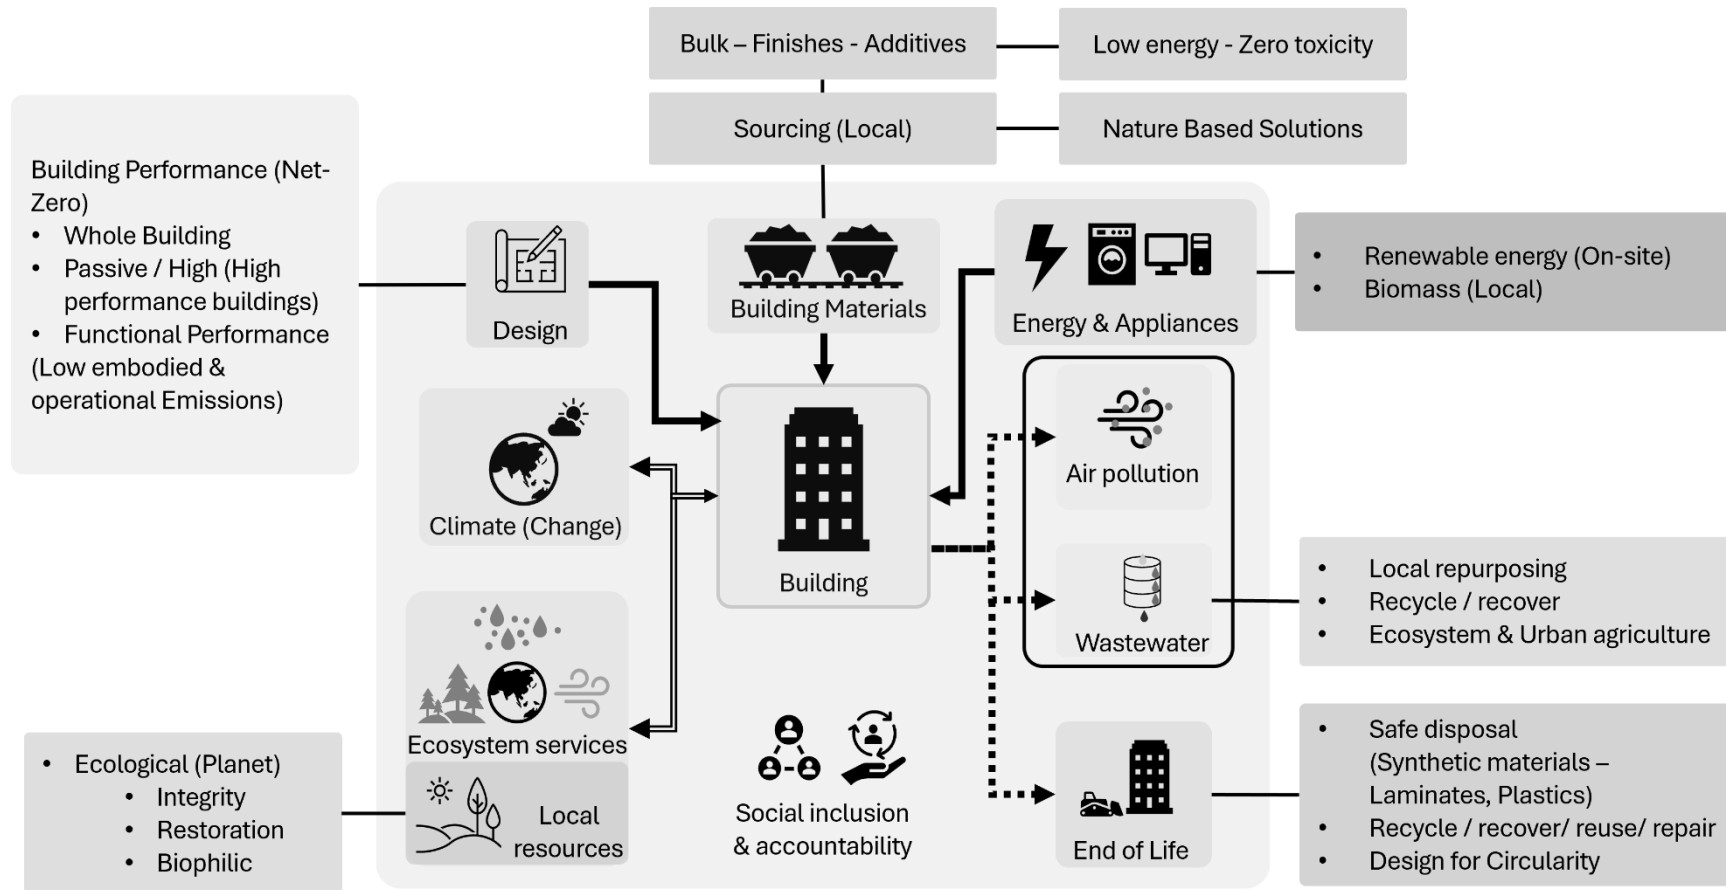 Bulk – Finishes - Additives
Low energy - Zero toxicity
Sourcing (Local)
Nature Based Solutions
Building Performance (Net-
Zero)
• Whole Building
• Passive / High (High
performance buildings)
• Functional Performance
(Low embodied &
operational Emissions)
Design
Building Materials
Energy & Appliances
• Renewable energy (On-site)
• Biomass (Local)
Climate (Change)
Building
Air pollution
Wastewater
• Local repurposing
• Recycle / recover
• Ecosystem & Urban agriculture
Ecosystem services
Local
resources
• Ecological (Planet)
• Integrity
• Restoration
• Biophilic
Social inclusion
& accountability
End of Life
• Safe disposal
(Synthetic materials –
Laminates, Plastics)
• Recycle / recover/ reuse/ repair
• Design for Circularity